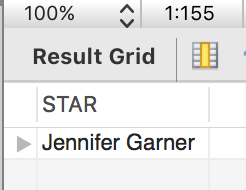 100% 1:155
Result Grid
STAR
Jennifer Garner